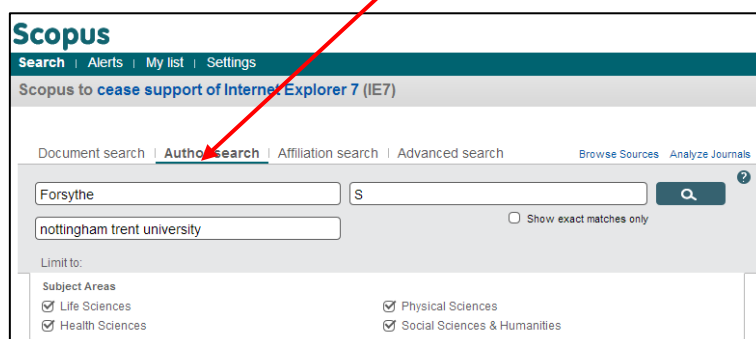 Scopus
Search | Alerts | My list | Settings
Scopus to cease support of Internet Explorer 7 (IE7)
Document search | Author search | Affiliation search | Advanced search Browse Sources Analyze Journals
Forsythe S
?
nottingham trent university Show exact matches only
Limit to:
Subject Areas
Life Sciences Physical Sciences
Health Sciences Social Sciences & Humanities